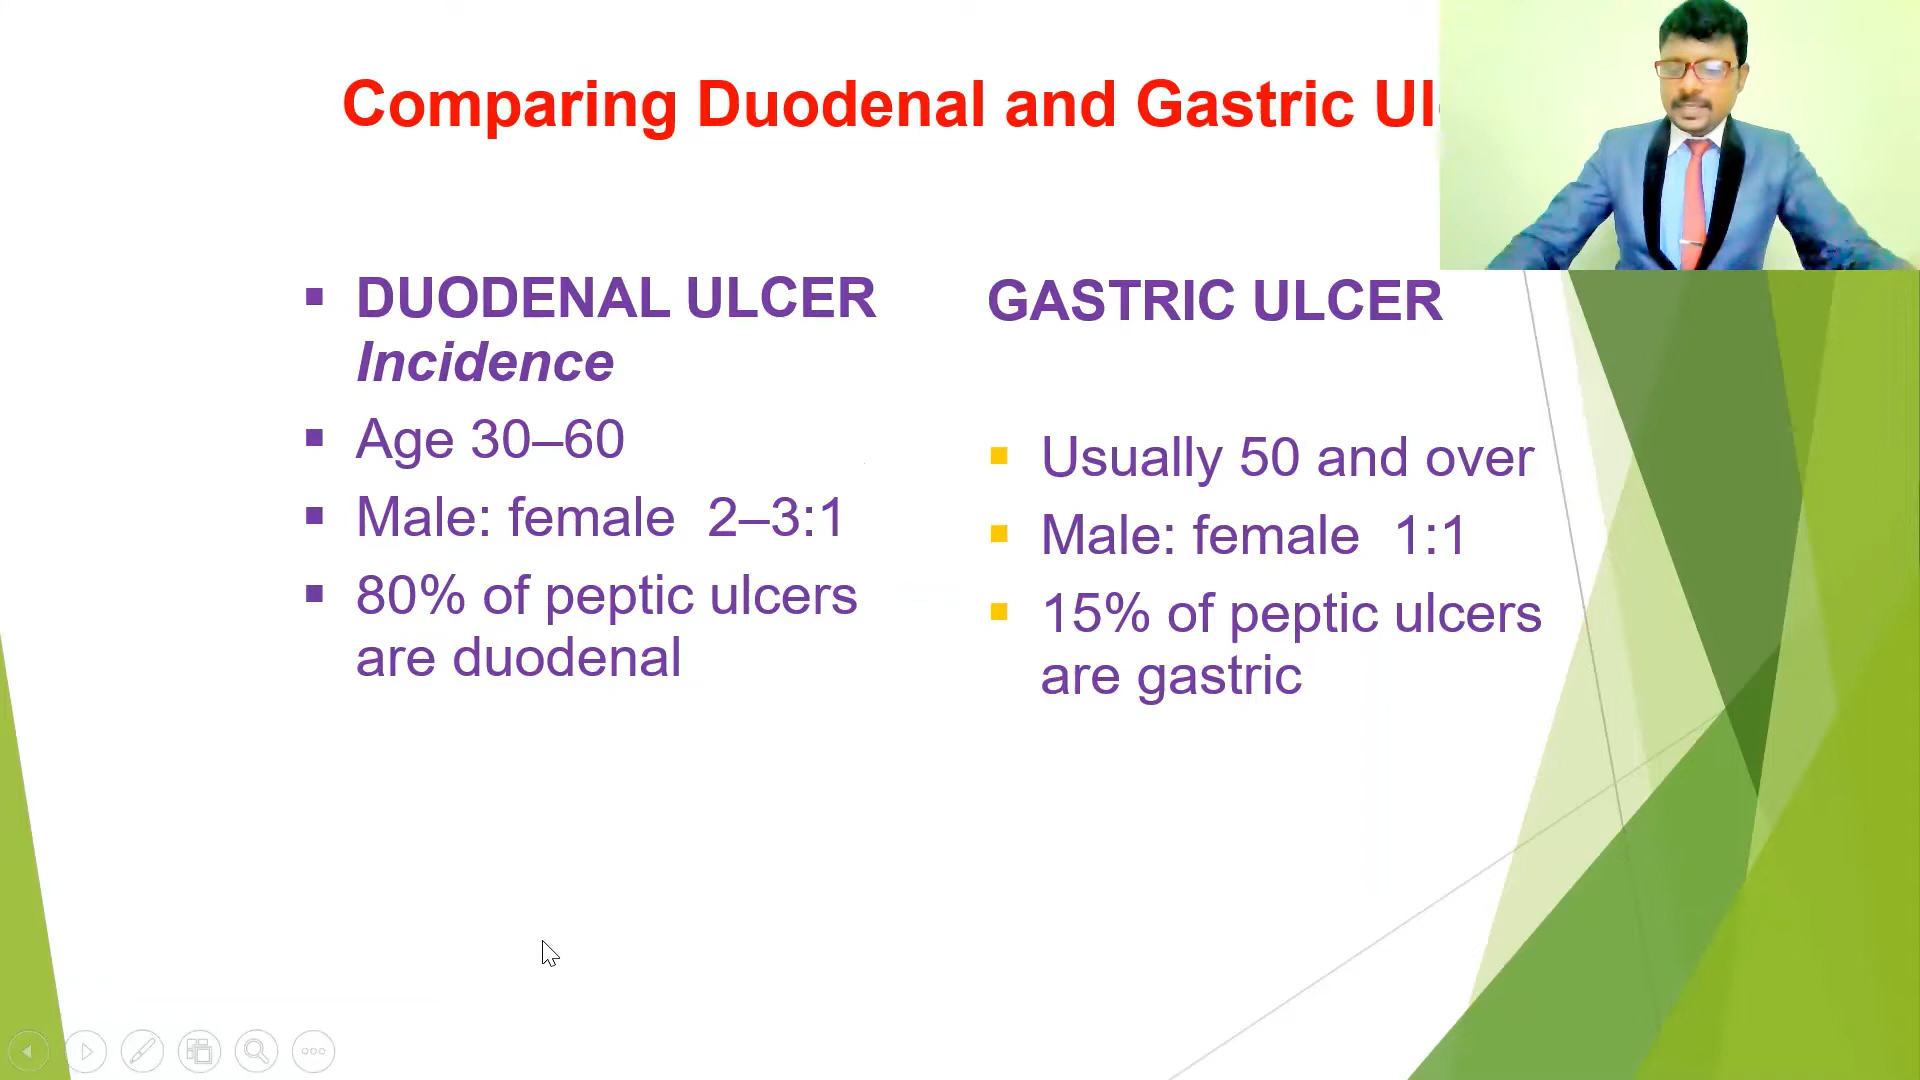 Comparing Duodenal and Gastric
DUODENAL ULCER
Incidence
Age 30–60
Male: female 2–3:1
80% of peptic ulcers
are duodenal
GASTRIC ULCER
Usually 50 and over
Male: female 1:1
15% of peptic ulcers
are gastric